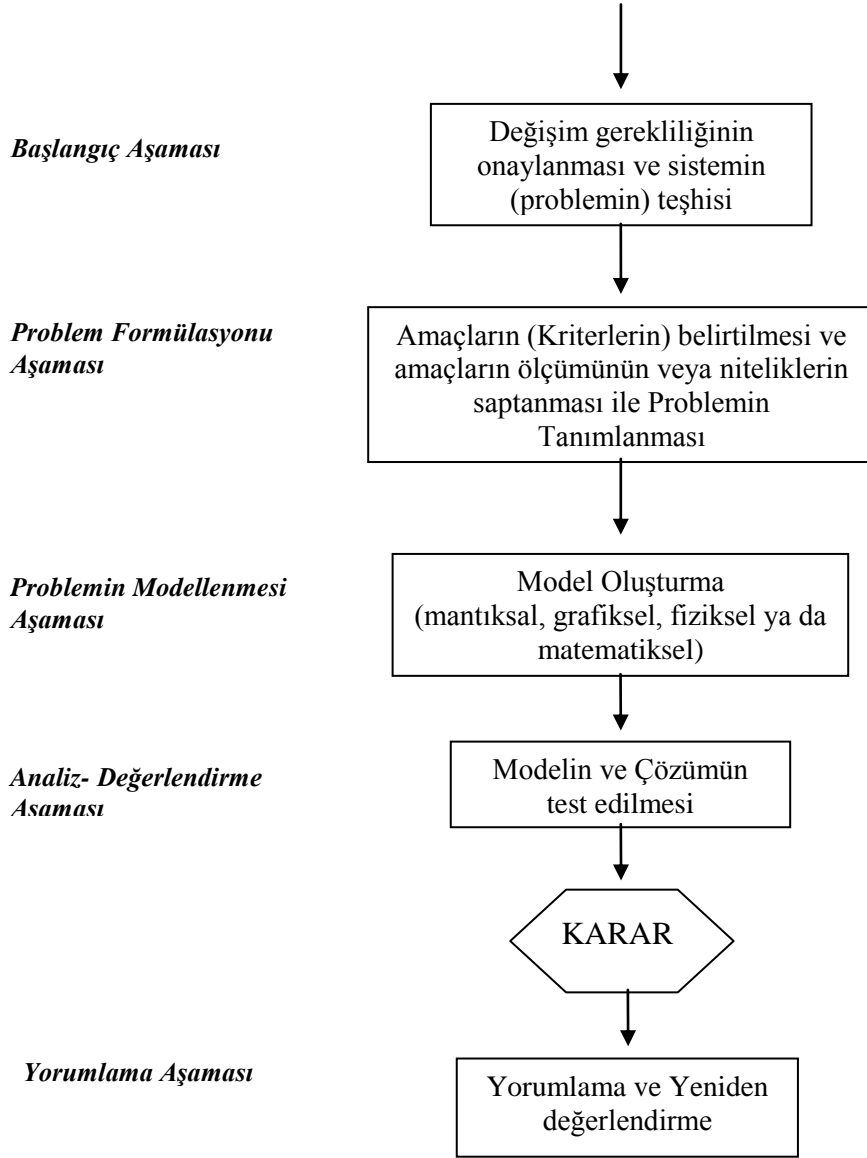 Başlangıç Aşaması
Değişim gerekliliğinin
onaylanması ve sistemin
(problemin) teşhisi
Problem Formülasyonu
Aşaması
Amaçların (Kriterlerin) belirtilmesi ve
amaçların ölçümünün veya niteliklerin
saptanması ile Problemin
Tanımlanması
Problemin Modellenmesi
Aşaması
Model Oluşturma
(mantıksal, grafiksel, fiziksel ya da
matematiksel)
Analiz- Değerlendirme
Aşaması
Modelin ve Çözümün
test edilmesi
KARAR
Yorumlama Aşaması
Yorumlama ve Yeniden
değerlendirme